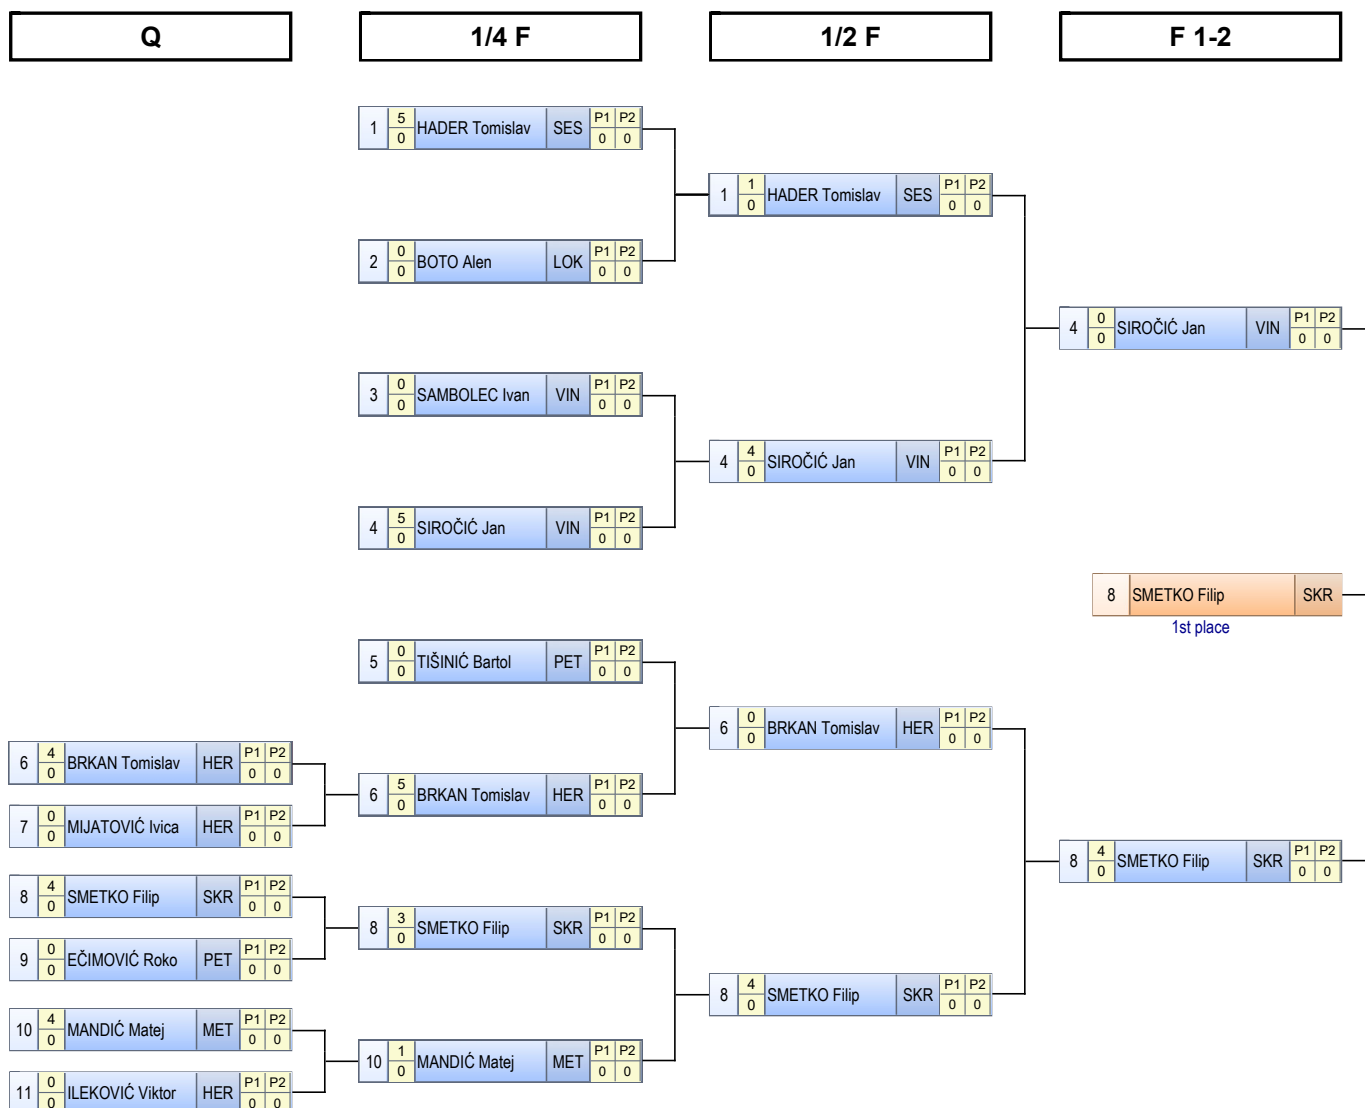 Q 1/4 F 1/2 F F 1-2
1 5 0 HADER Tomislav SES P1 P2 0 0
2 0 0 BOTO Alen LOK P1 P2 0 0
3 0 0 SAMBOLEC Ivan VIN P1 P2 0 0
4 5 0 SIROČIĆ Jan VIN P1 P2 0 0
5 0 0 TIŠINIĆ Bartol PET P1 P2 0 0
6 5 0 BRKAN Tomislav HER P1 P2 0 0
8 3 0 SMETKO Filip SKR P1 P2 0 0
10 1 0 MANDIĆ Matej MET P1 P2 0 0
6 4 0 BRKAN Tomislav HER P1 P2 0 0
7 0 0 MIJATOVIĆ Ivica HER P1 P2 0 0
8 4 0 SMETKO Filip SKR P1 P2 0 0
9 0 0 EČIMOVIĆ Roko PET P1 P2 0 0
10 4 0 MANDIĆ Matej MET P1 P2 0 0
11 0 0 ILEKOVIĆ Viktor HER P1 P2 0 0
1 1 0 HADER Tomislav SES P1 P2 0 0
4 4 0 SIROČIĆ Jan VIN P1 P2 0 0
6 0 0 BRKAN Tomislav HER P1 P2 0 0
8 4 0 SMETKO Filip SKR P1 P2 0 0
4 0 0 SIROČIĆ Jan VIN P1 P2 0 0
8 SMETKO Filip SKR
1st place
8 4 0 SMETKO Filip SKR P1 P2 0 0